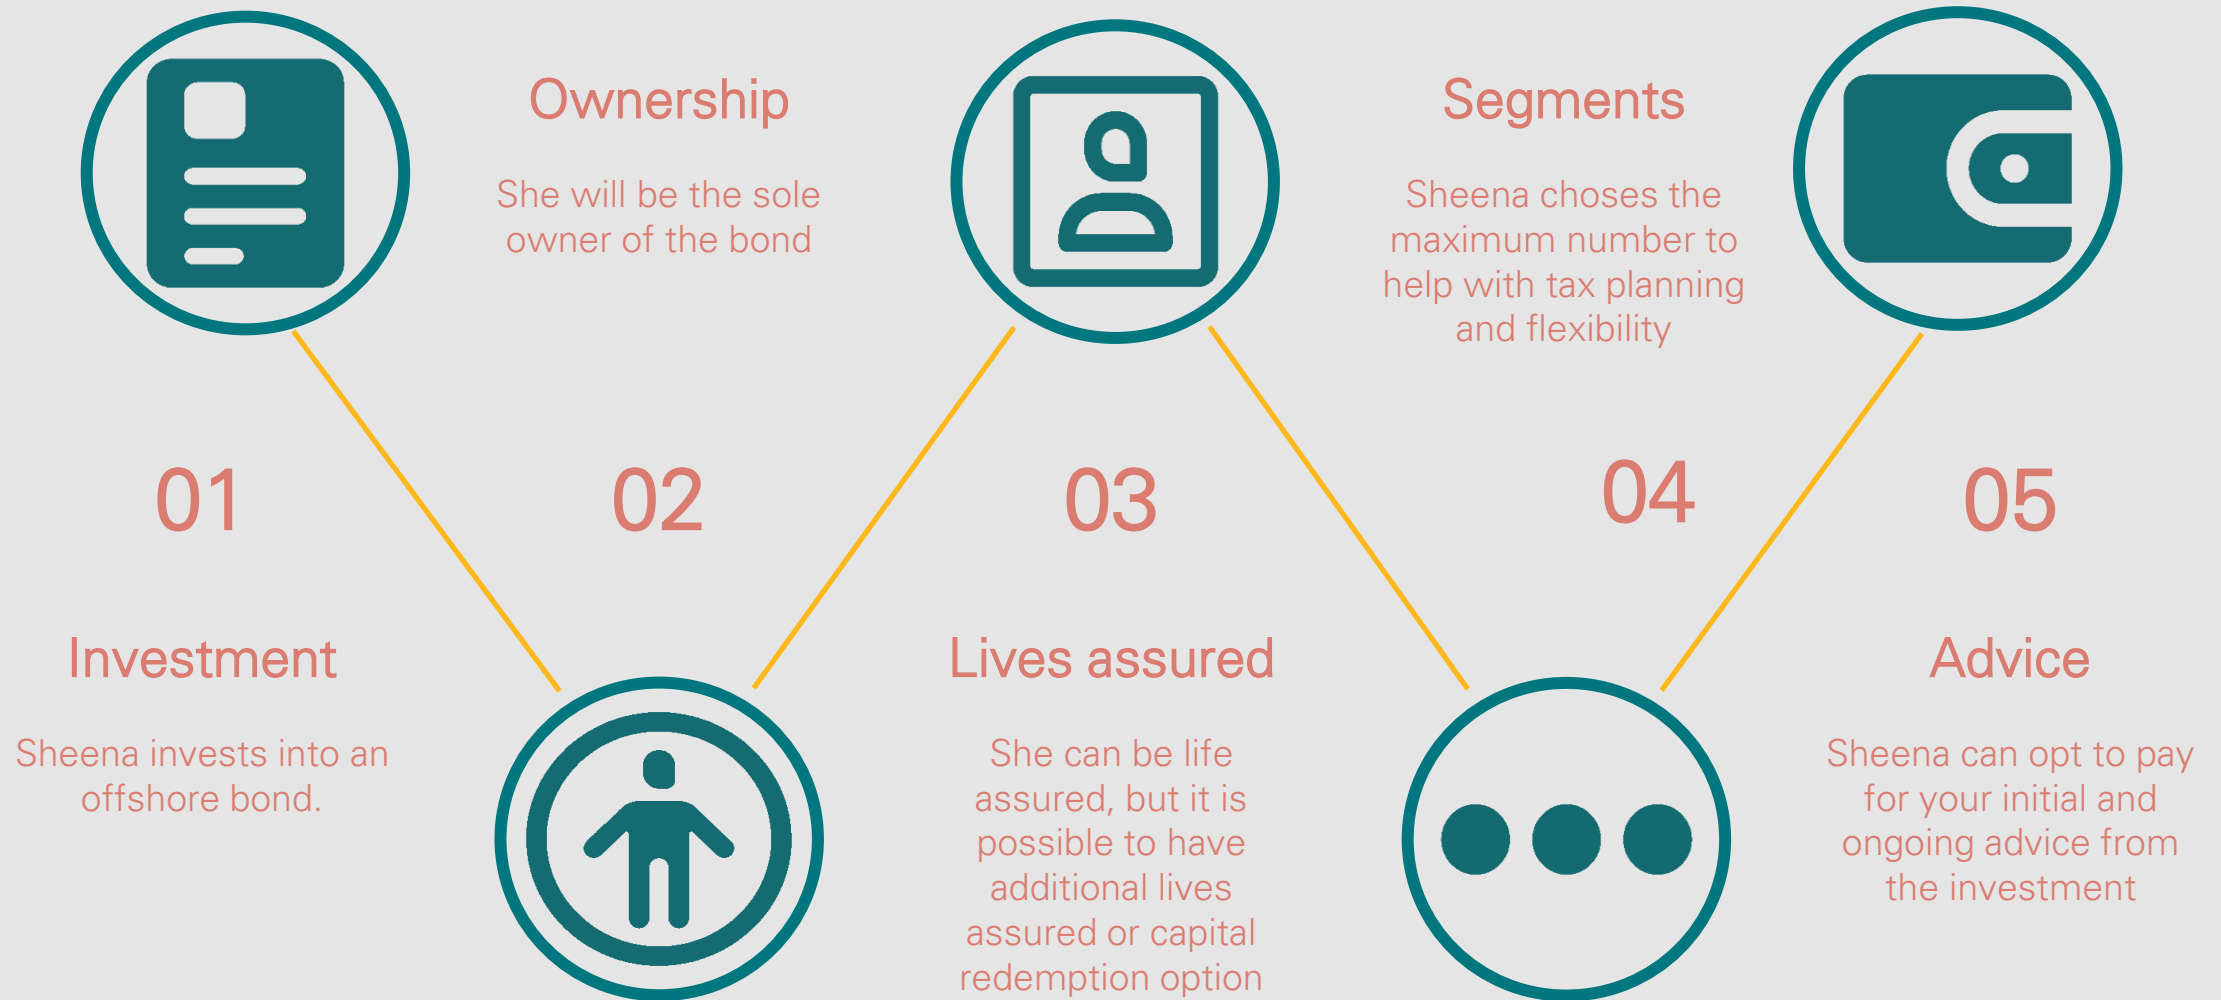 01
Investment
Sheena invests into an
offshore bond.
Ownership
She will be the sole
owner of the bond
02
03
Lives assured
She can be life
assured, but it is
possible to have
additional lives
assured or capital
redemption option
Segments
Sheena choses the
maximum number to
help with tax planning
and flexibility
04
05
Advice
Sheena can opt to pay
for your initial and
ongoing advice from
the investment